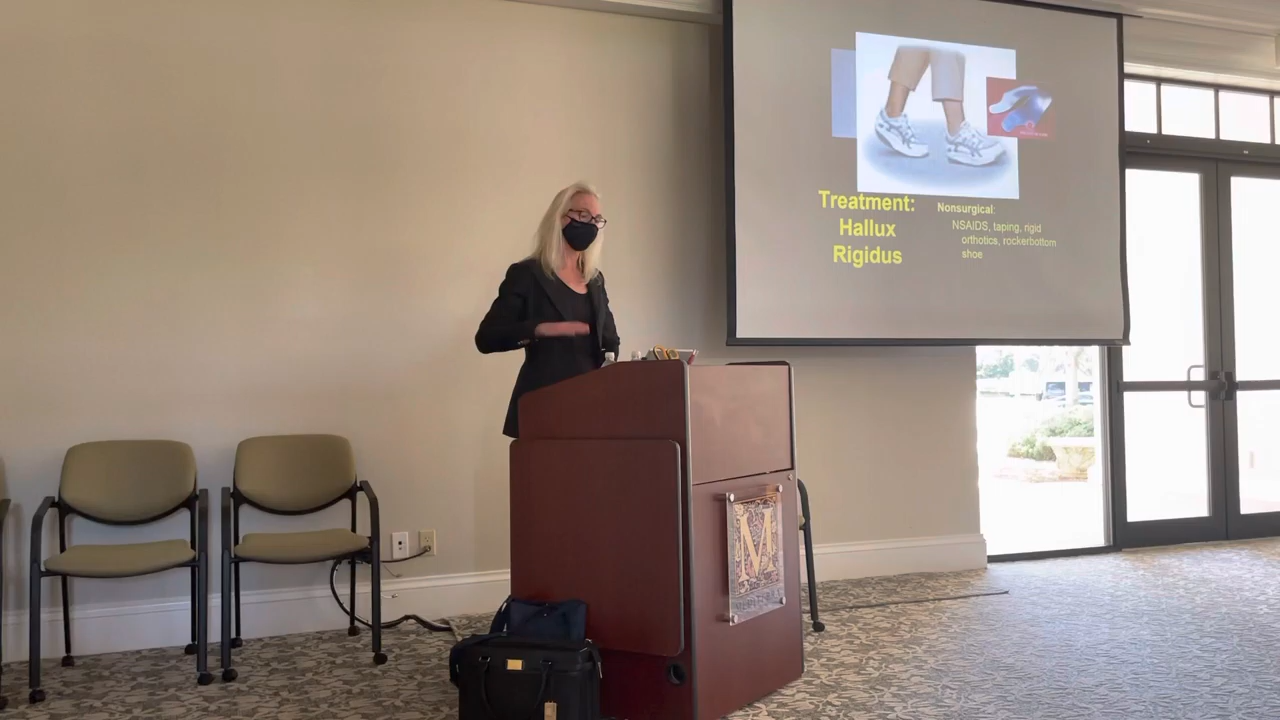 Treatment:
Hallux
Rigidus
Nonsurgical:
NSAIDS, taping, rigid
orthotics, rockerbottom
shoe
M